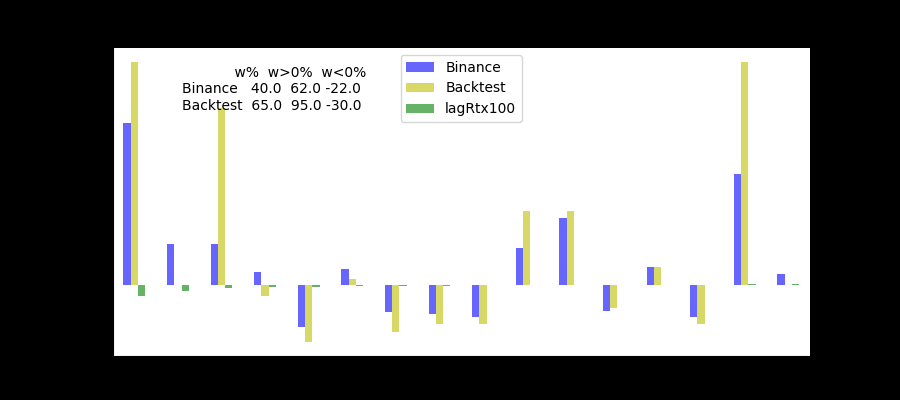 w%  w>0%  w<0%
Binance  40.0  62.0 -22.0
Backtest  65.0  95.0 -30.0
Binance
Backtest
lagRtx100